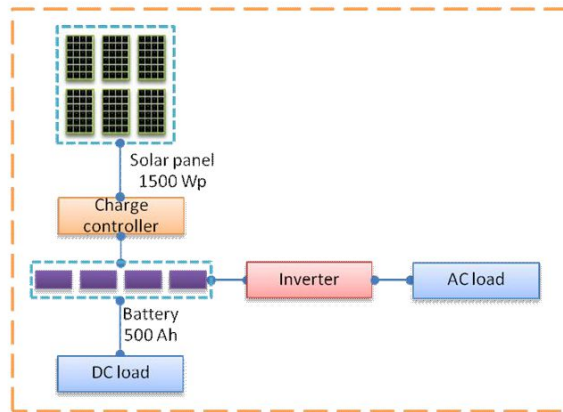 Solar panel
1500 Wp
Charge
controller
Inverter
AC load
Battery
500 Ah
DC load